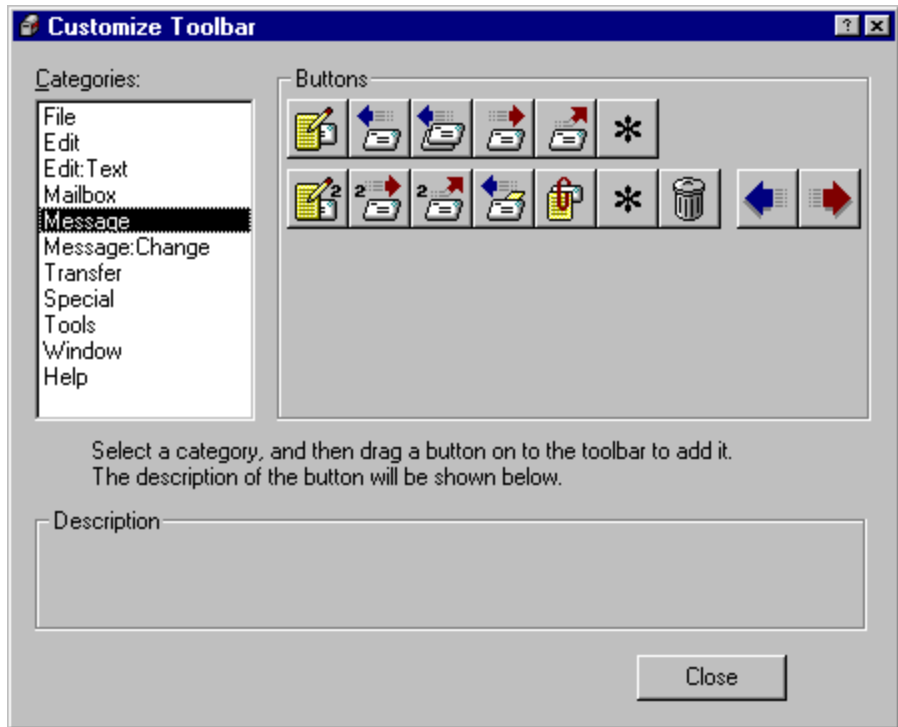 Customize Toolbar
Categories:
Buttons
File
Edit
Edit:Text
Mailbox
Message
Message:Change
Transfer
Special
Tools
Window
Help
2
2
2
Select a category, and then drag a button on to the toolbar to add it.
The description of the button will be shown below.
Description
Close